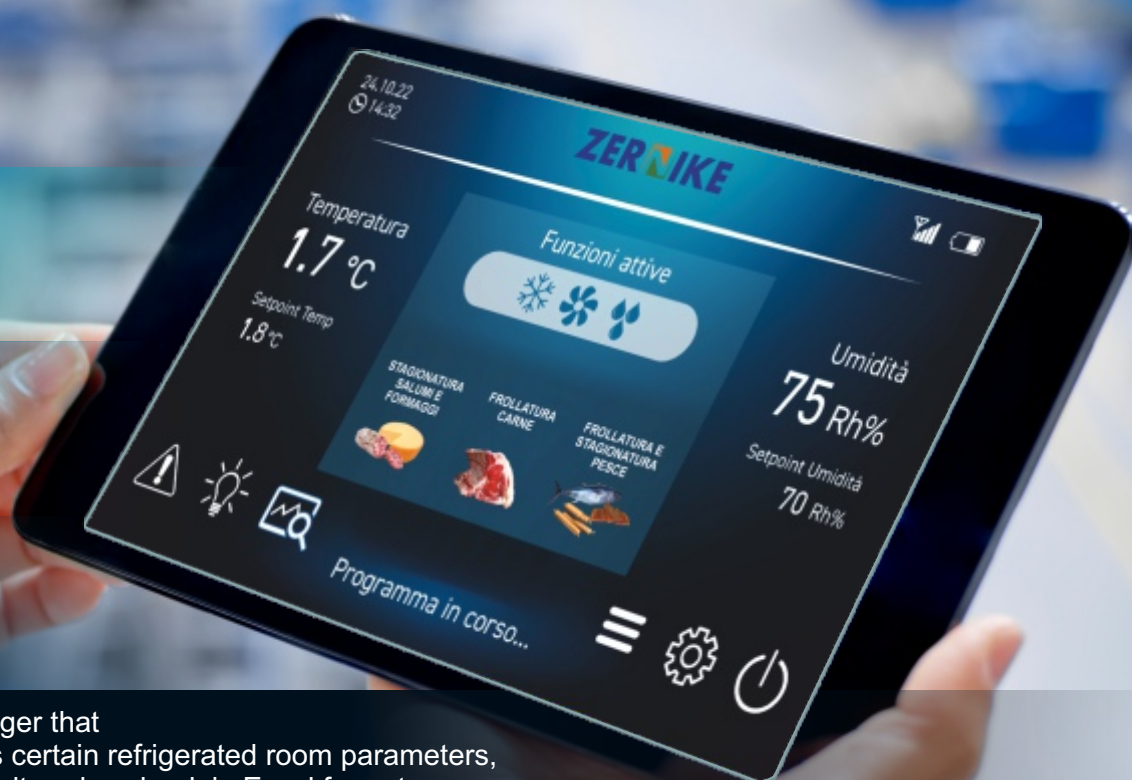 24.10.22
14:32
ZERNIKE
Temperatura
1.7 °C
Setpoint Temp
1.8°C
Funzioni attive
STAGIONATURA
SALUMI E
FORMAGGI
FROLLATURA
CARNE
FROLLATURA E
STAGIONATURA
PESCE
Umidità
75 Rh%
Setpoint Umidità
70 Rh%
Programma in corso...
ger that
s certain refrigerated room parameters,